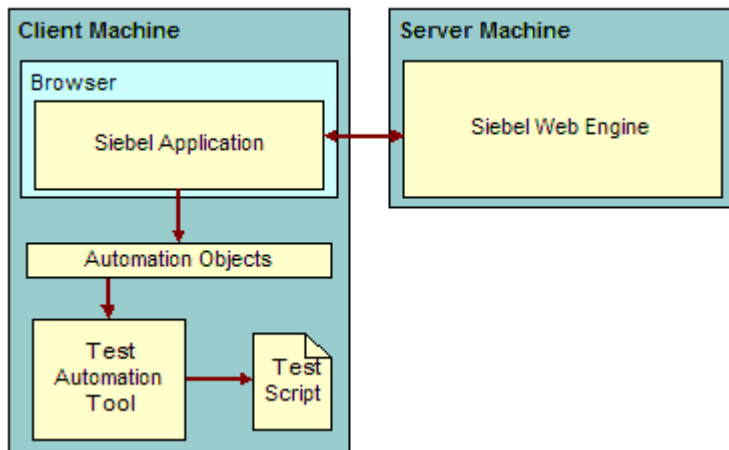 Client Machine
Browser
Siebel Application
Automation Objects
Test
Automation
Tool
Test
Script
Server Machine
Siebel Web Engine